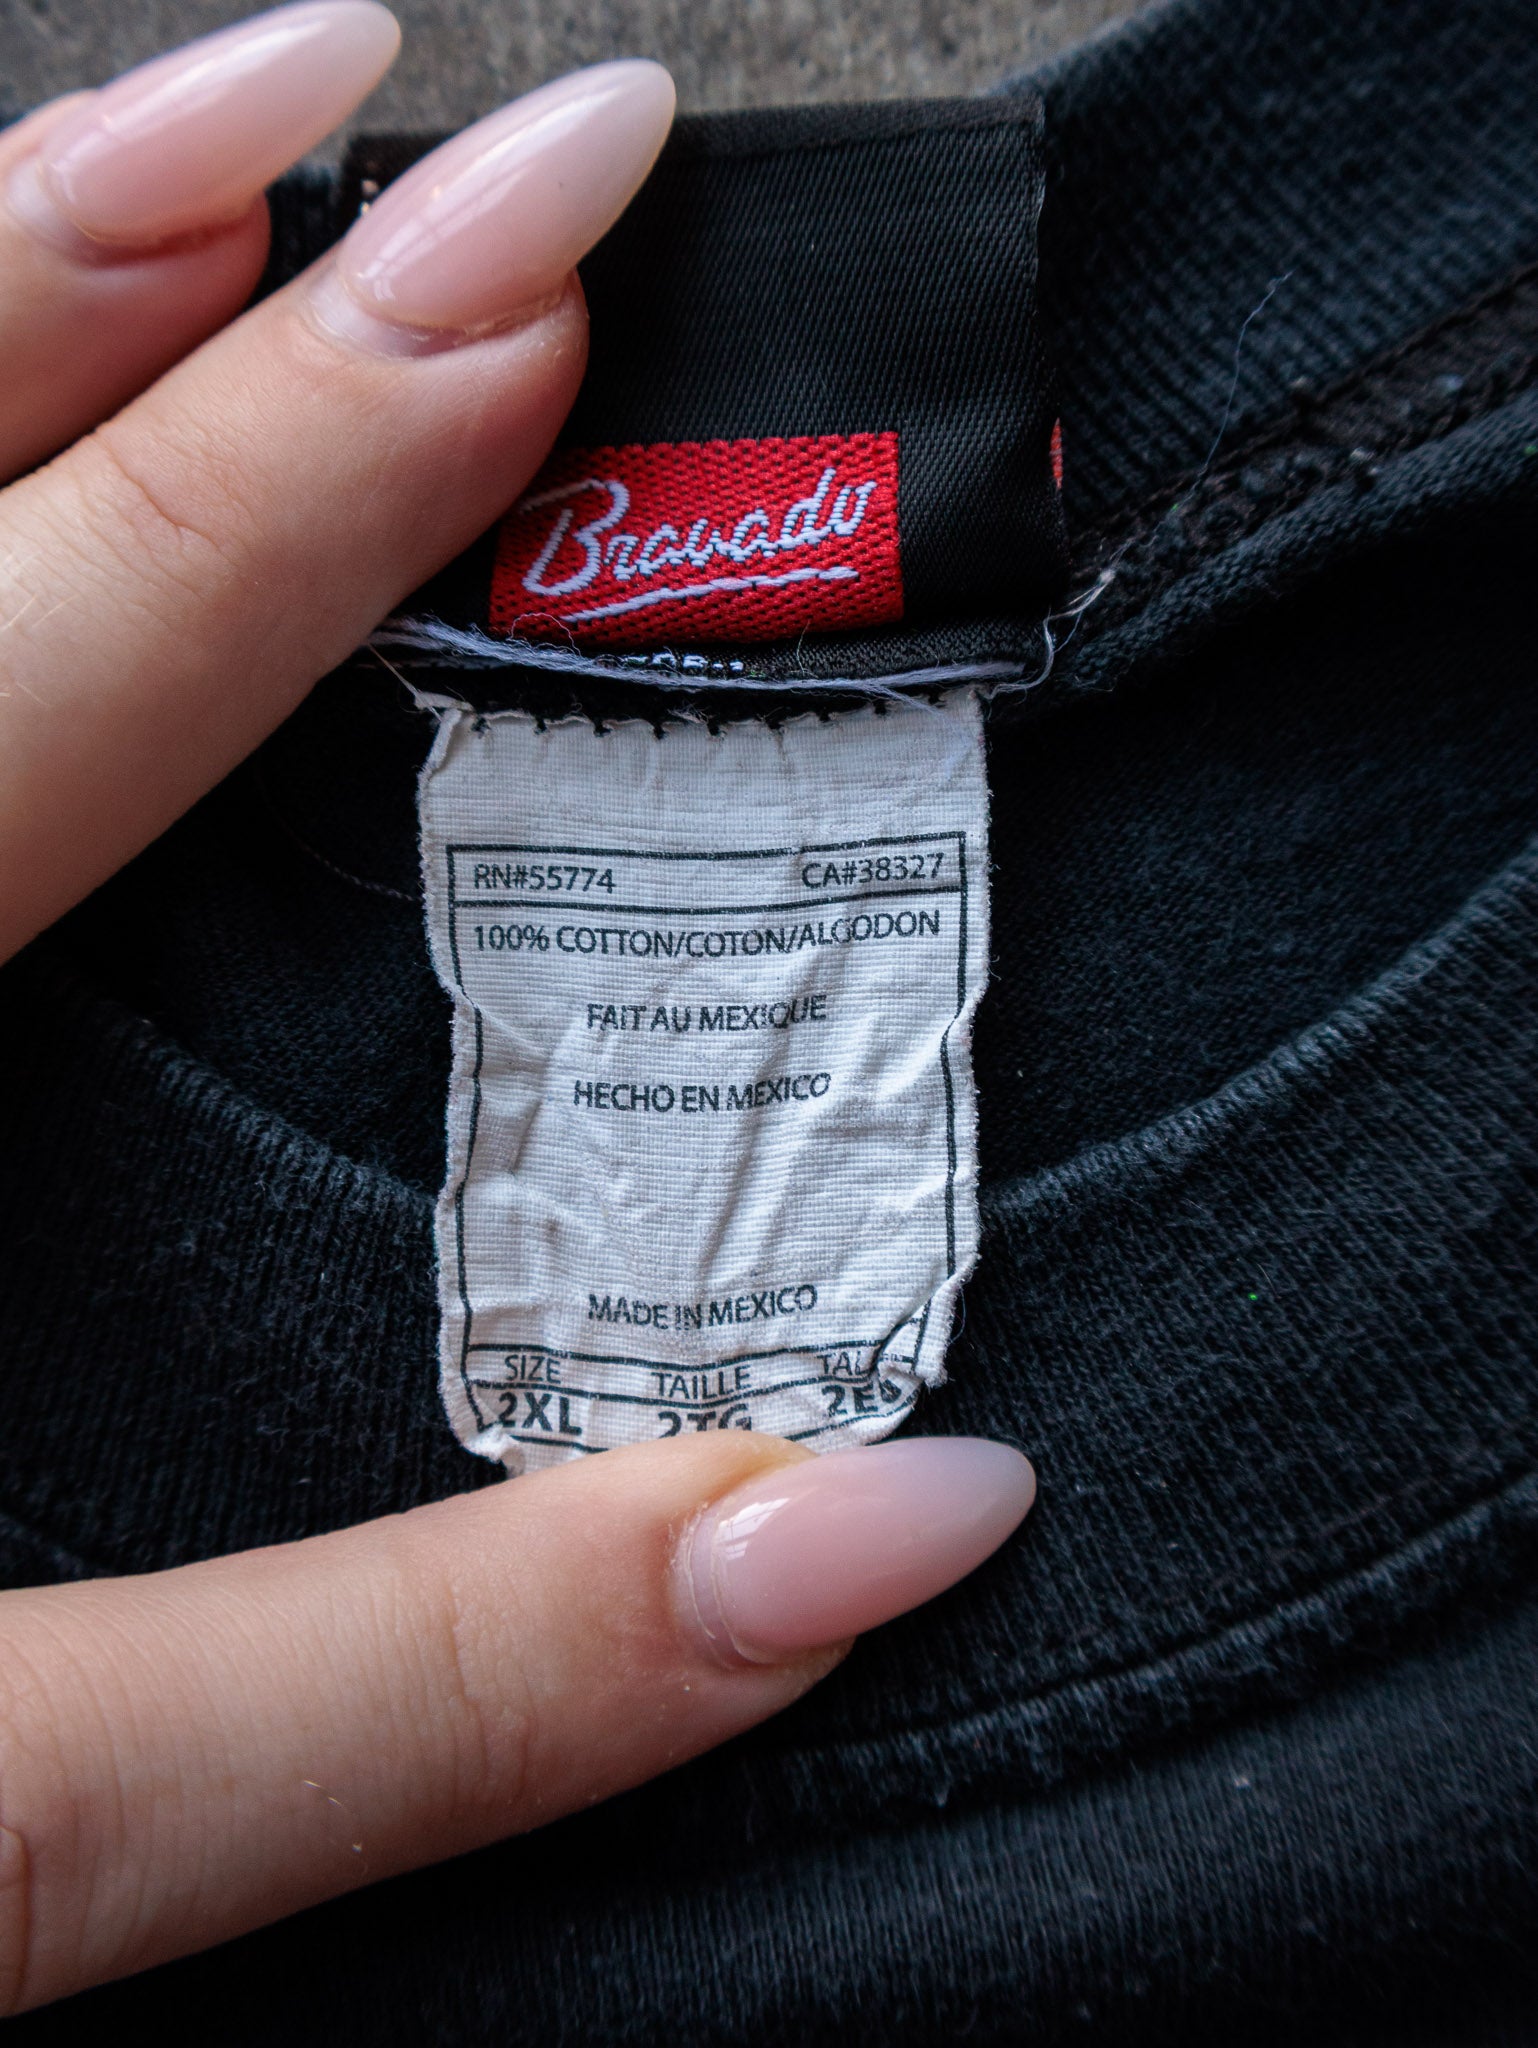 Bravado
RN#55774 CA#38327
100% COTTON/COTON/ALGODON
FAIT AU MEXIQUE
HECHO EN MEXICO
MADE IN MEXICO
SIZE TAILLE
2XL 2TG